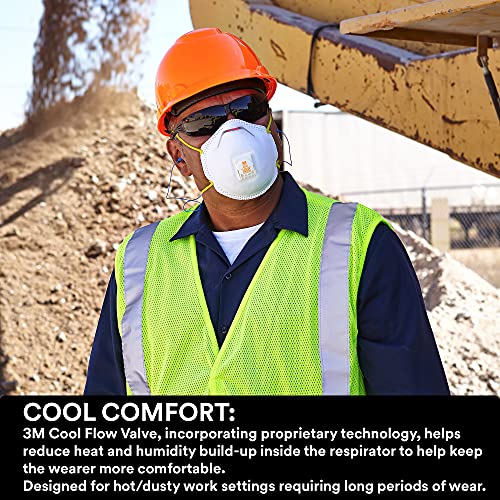 COOL COMFORT:
3M Cool Flow Valve, incorporating proprietary technology, helps
reduce heat and humidity build-up inside the respirator to help keep
the wearer more comfortable.
Designed for hot/dusty work settings requiring long periods of wear.